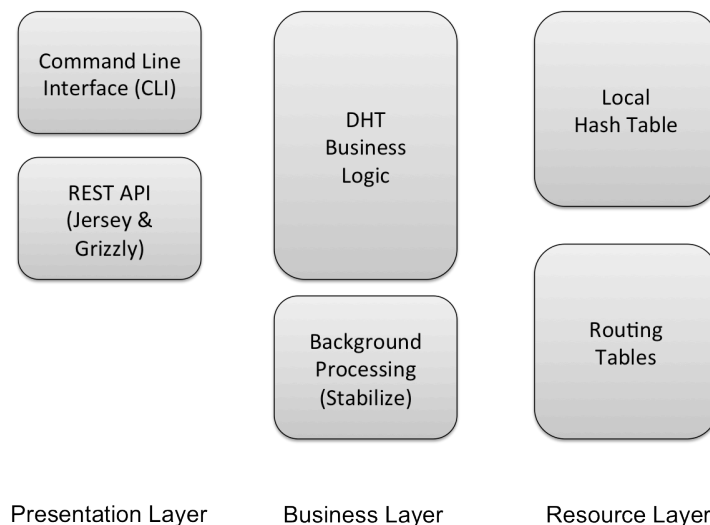 Command Line
Interface (CLI)
REST API
(Jersey &
Grizzly)
DHT
Business
Logic
Background
Processing
(Stabilize)
Local
Hash Table
Routing
Tables
Presentation Layer
Business Layer
Resource Layer